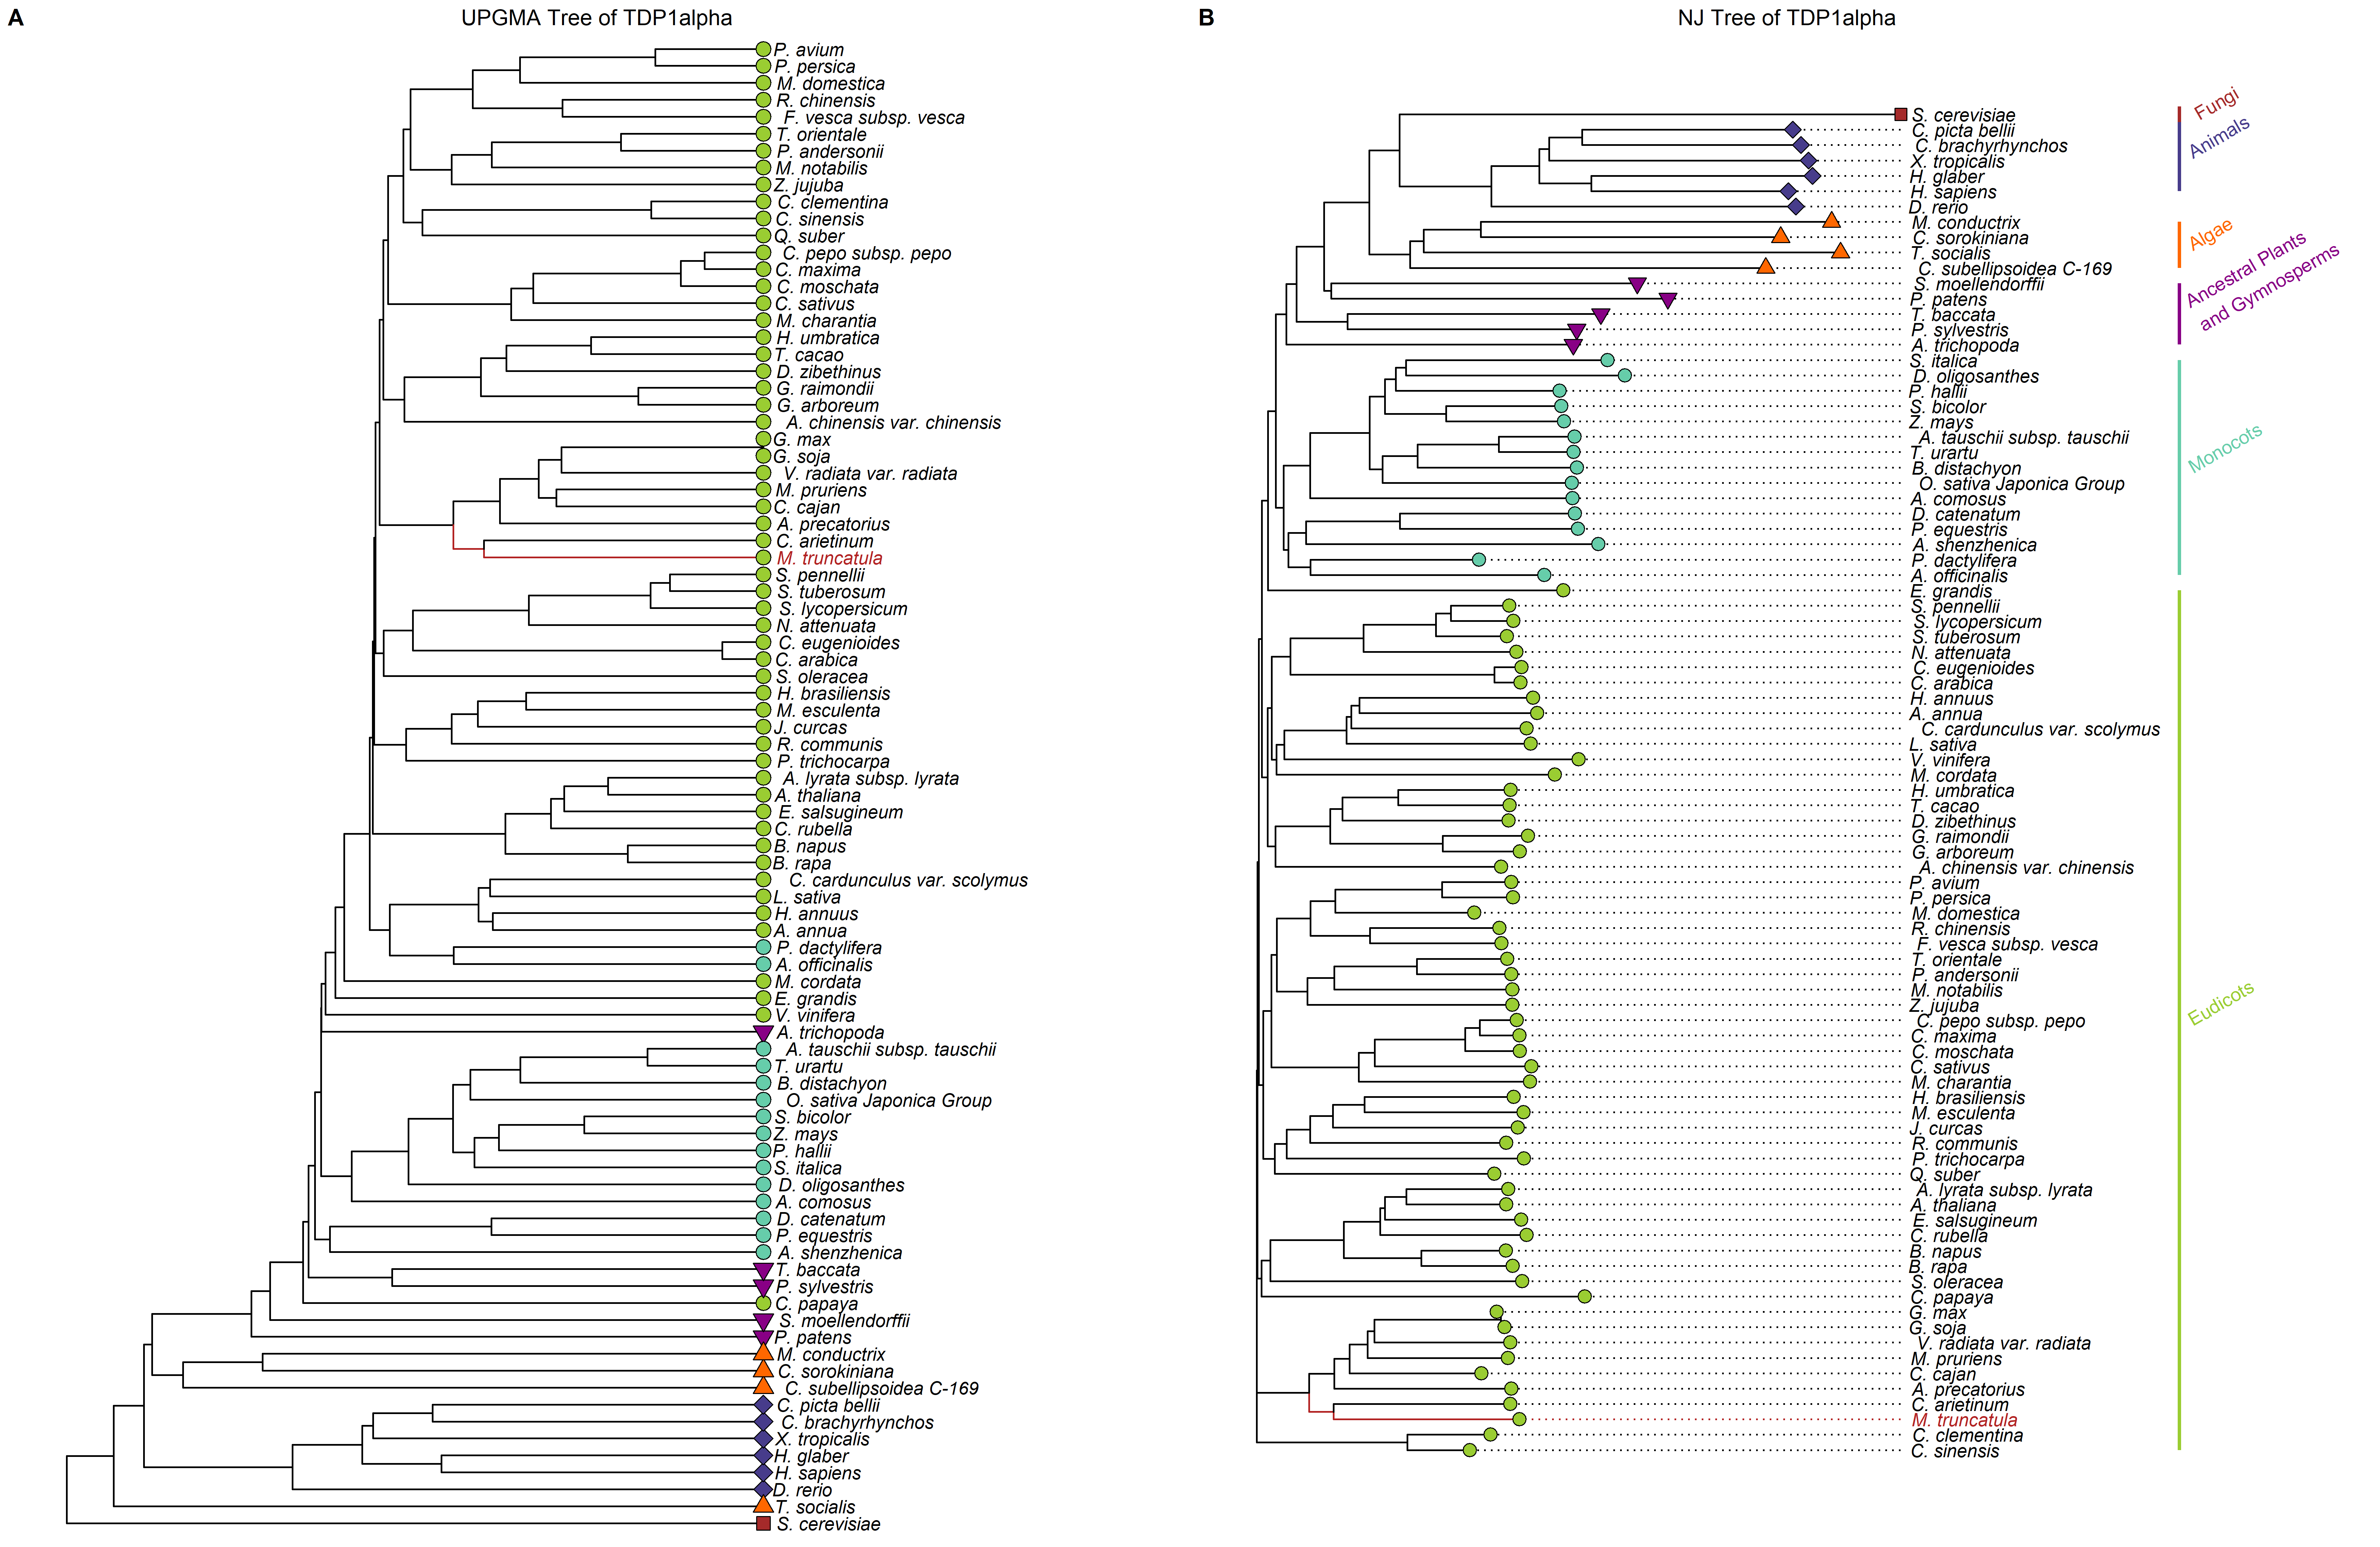 A
UPGMA Tree of TDP1alpha
P. avium
P. persica
M. domestica
R. chinensis
F. vesca subsp. vesca
T. orientale
P. andersonii
M. notabilis
Z. jujuba
C. clementina
C. sinensis
Q. suber
C. pepo subsp. pepo
C. maxima
C. moschata
C. sativus
M. charantia
H. umbratica
T. cacao
D. zibethinus
G. raimondii
G. arboreum
A. chinensis var. chinensis
G. max
G. soja
V. radiata var. radiata
M. pruriens
C. cajan
A. precatorius
C. arietinum
M. truncatula
S. pennellii
S. tuberosum
S. lycopersicum
N. attenuata
C. eugenioides
C. arabica
S. oleracea
H. brasiliensis
M. esculenta
J. curcas
R. communis
P. trichocarpa
A. lyrata subsp. lyrata
A. thaliana
E. salsugineum
C. rubella
B. napus
B. rapa
C. cardunculus var. scolymus
L. sativa
H. annuus
A. annua
P. dactylifera
A. officinalis
M. cordata
E. grandis
V. vinifera
A. trichopoda
A. tauschii subsp. tauschii
T. urartu
B. distachyon
O. sativa Japonica Group
S. bicolor
Z. mays
P. hallii
S. italica
D. oligosanthes
A. comosus
D. catenatum
P. equestris
A. shenzhenica
T. baccata
P. sylvestris
C. papaya
S. moellendorffii
P. patens
M. conductrix
C. sorokiniana
C. subellipsoidea C-169
C. picta bellii
C. brachyrhynchos
X. tropicalis
H. glaber
H. sapiens
D. rerio
T. socialis
S. cerevisiae
B
NJ Tree of TDP1alpha
S. cerevisiae
C. picta bellii
C. brachyrhynchos
X. tropicalis
H. glaber
H. sapiens
D. rerio
M. conductrix
C. sorokiniana
T. socialis
C. subellipsoidea C-169
S. moellendorffii
P. patens
T. baccata
P. sylvestris
A. trichopoda
S. italica
D. oligosanthes
P. hallii
S. bicolor
Z. mays
A. tauschii subsp. tauschii
T. urartu
B. distachyon
O. sativa Japonica Group
A. comosus
D. catenatum
P. equestris
A. shenzhenica
P. dactylifera
A. officinalis
E. grandis
S. pennellii
S. lycopersicum
S. tuberosum
N. attenuata
C. eugenioides
C. arabica
H. annuus
A. annua
C. cardunculus var. scolymus
L. sativa
V. vinifera
M. cordata
H. umbratica
T. cacao
D. zibethinus
G. raimondii
G. arboreum
A. chinensis var. chinensis
P. avium
P. persica
M. domestica
R. chinensis
F. vesca subsp. vesca
T. orientale
P. andersonii
M. notabilis
Z. jujuba
C. pepo subsp. pepo
C. maxima
C. moschata
C. sativus
M. charantia
H. brasiliensis
M. esculenta
J. curcas
R. communis
P. trichocarpa
Q. suber
A. lyrata subsp. lyrata
A. thaliana
E. salsugineum
C. rubella
B. napus
B. rapa
S. oleracea
C. papaya
G. max
G. soja
V. radiata var. radiata
M. pruriens
C. cajan
A. precatorius
C. arietinum
M. truncatula
C. clementina
C. sinensis
Fungi
Animals
Algae
Ancestral Plants
and Gymnosperms
Monocots
Eudicots